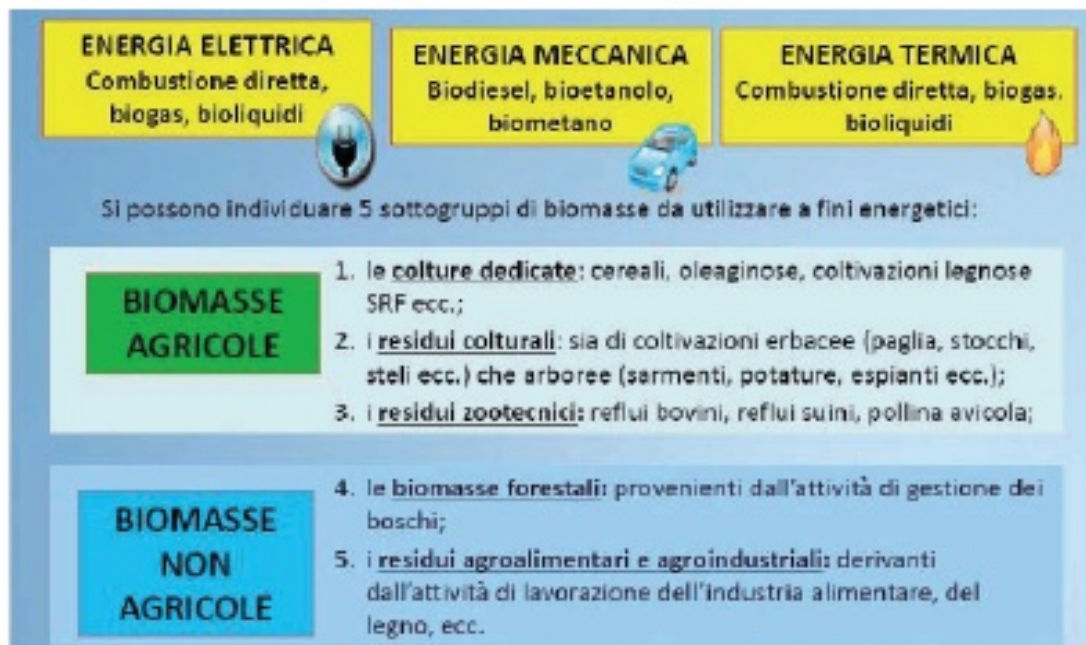 ENERGIA ELETTRICA
Combustione diretta,
biogas, bioliquidi
ENERGIA MECCANICA
Biodiesel, bioetanolo,
biometano
ENERGIA TERMICA
Combustione diretta, biogas.
bioliquidi
Si possono individuare 5 sottogruppi di biomasse da utilizzare a fini energetici:
BIOMASSE
AGRICOLE
1. le colture dedicate: cereali, oleaginose, coltivazioni legnose
SRF ecc.;
2. i residui colturali: sia di coltivazioni erbacee (paglia, stocchi,
steli ecc.) che arboree (sarmenti, potature, espianti ecc.);
3. i residui zootecnici: reflui bovini, reflui suini, pollina avicola;
BIOMASSE
NON
AGRICOLE
4. le biomasse forestali: provenienti dall'attività di gestione dei
boschi;
5. i residui agroalimentari e agroindustriali: derivanti
dall'attività di lavorazione dell'industria alimentare, del
legno, ecc.